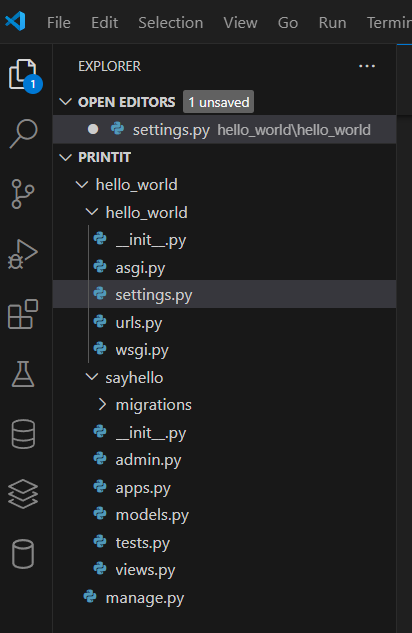 File Edit Selection View Go Run Termin
EXPLORER
1
OPEN EDITORS 1 unsaved
settings.py hello_world\hello_world
PRINTIT
hello_world
hello_world
__init__.py
asgi.py
settings.py
urls.py
wsgi.py
sayhello
migrations
__init__.py
admin.py
apps.py
models.py
tests.py
views.py
manage.py